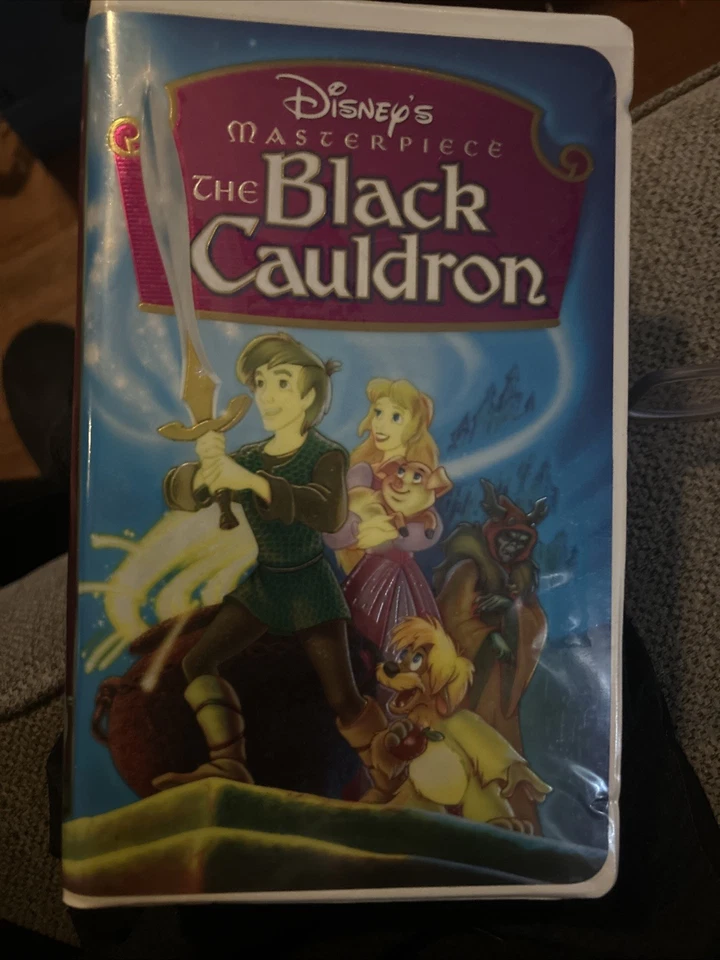 Disney's
MASTERPIECE
THE Black
Cauldron